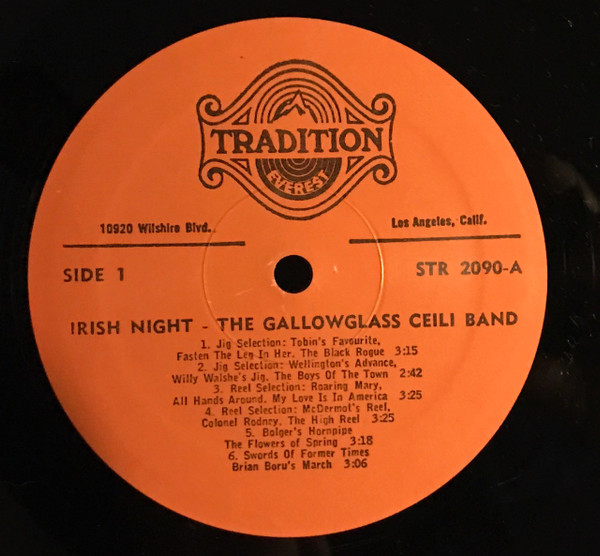 TRADITION
EVEREST
10920 Wilshire Blvd.
Los Angeles, Calif.
SIDE 1
STR 2090-A
IRISH NIGHT - THE GALLOWGLASS CEILI BAND
1. Jig Selection: Tobin's Favourite,
Fasten The Leg In Her. The Black Rogue 3:15
2. Jig Selection: Wellington's Advance,
Willy Walshe's Jig. The Boys Of The Town 2:42
3. Reel Selection: Roaring Mary,
All Hands Around. My Love Is In America 3:25
4. Reel Selection: McDermot's Reel,
Colonel Rodney. The High Reel 3:25
5. Bolger's Hornpipe
The Flowers of Spring 3:18
6. Swords Of Former Times
Brian Boru's March 3:06